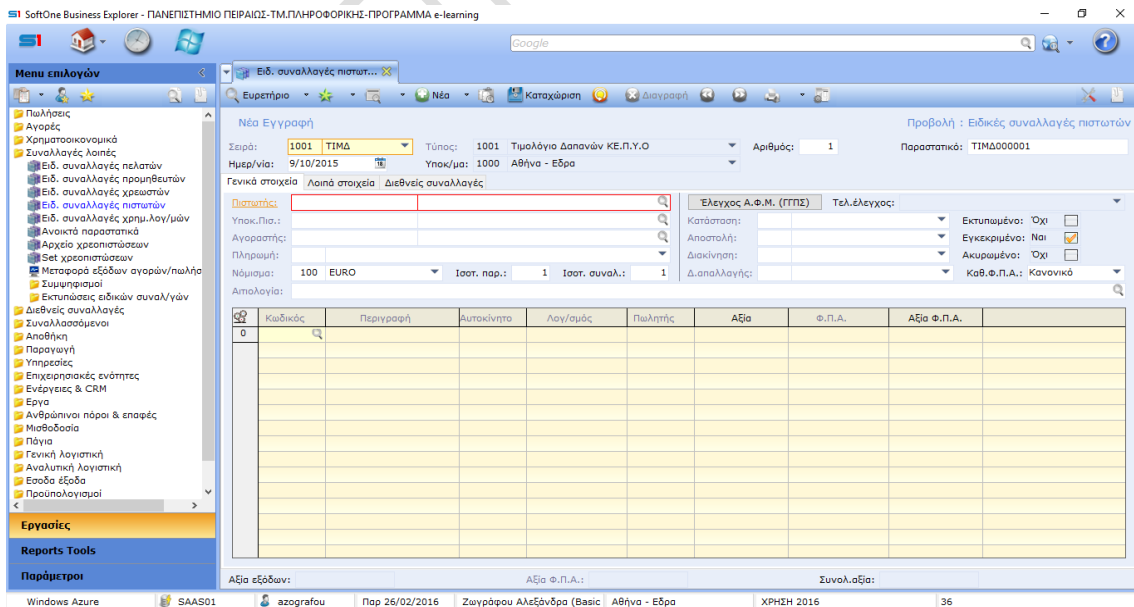 S1 SoftOne Business Explorer - ΠΑΝΕΠΙΣΤΗΜΙΟ ΠΕΙΡΑΙΩΣ-ΤΜ.ΠΛΗΡΟΦΟΡΙΚΗΣ-ΠΡΟΓΡΑΜΜΑ e-learning
S1 Google
Menu επιλογών
Ειδ. συναλλαγές πιστωτ...
Ευρετήριο Νέα Καταχώριση Διαγραφή
Πωλήσεις
Αγορές
Χρηματοοικονομικά
Συναλλαγές λοιπές
Ειδ. συναλλαγές πελατών
Ειδ. συναλλαγές προμηθευτών
Ειδ. συναλλαγές χρεωστών
Ειδ. συναλλαγές πιστωτών
Ειδ. συναλλαγές χρημ.λογ/μών
Ανοικτά παραστατικά
Αρχείο χρεοπιστώσεων
Set χρεοπιστώσεων
Μεταφορά εξόδων αγορών/πωλήσ
Συμψηφισμοί
Εκτυπώσεις ειδικών συναλ/γών
Διεθνείς συναλλαγές
Συναλλασσόμενοι
Αποθήκη
Παραγωγή
Υπηρεσίες
Επιχειρησιακές ενότητες
Ενέργειες & CRM
Εργα
Ανθρώπινοι πόροι & επαφές
Μισθοδοσία
Πάγια
Γενική λογιστική
Αναλυτική λογιστική
Εσοδα έξοδα
Προϋπολογισμοί
Εργασίες
Reports Tools
Παράμετροι
Νέα Εγγραφή Προβολή : Ειδικές συναλλαγές πιστωτών
Σειρά: 1001 ΤΙΜΔ Τύπος: 1001 Τιμολόγιο Δαπανών ΚΕ.Π.Υ.Ο Αριθμός: 1 Παραστατικό: ΤΙΜΔ000001
Ημερ/νία: 9/10/2015 Υποκ/μα: 1000 Αθήνα - Εδρα
Γενικά στοιχεία Λοιπά στοιχεία Διεθνείς συναλλαγές
Πιστωτής: Έλεγχος Α.Φ.Μ. (ΓΓΠΣ) Τελ.έλεγχος:
Υποκ.Πισ.: Κατάσταση: Εκτυπωμένο: Όχι
Αγοραστής: Αποστολή: Εγκεκριμένο: Ναι
Πληρωμή: Διακίνηση: Ακυρωμένο: Όχι
Νόμισμα: 100 EURO Ισοτ. παρ.: 1 Ισοτ. συναλ.: 1 Δ.απαλλαγής: Καθ.Φ.Π.Α.: Κανονικό
Αιτιολογία:
Κωδικός Περιγραφή Αυτοκίνητο Λογ/σμός Πωλητής Αξία Φ.Π.Α. Αξία Φ.Π.Α.
0
Αξία εξόδων: Αξία Φ.Π.Α.: Συνολ.αξία:
Windows Azure SAAS01 azografou Παρ 26/02/2016 Ζωγράφου Αλεξάνδρα (Basic Αθήνα - Εδρα ΧΡΗΣΗ 2016 36